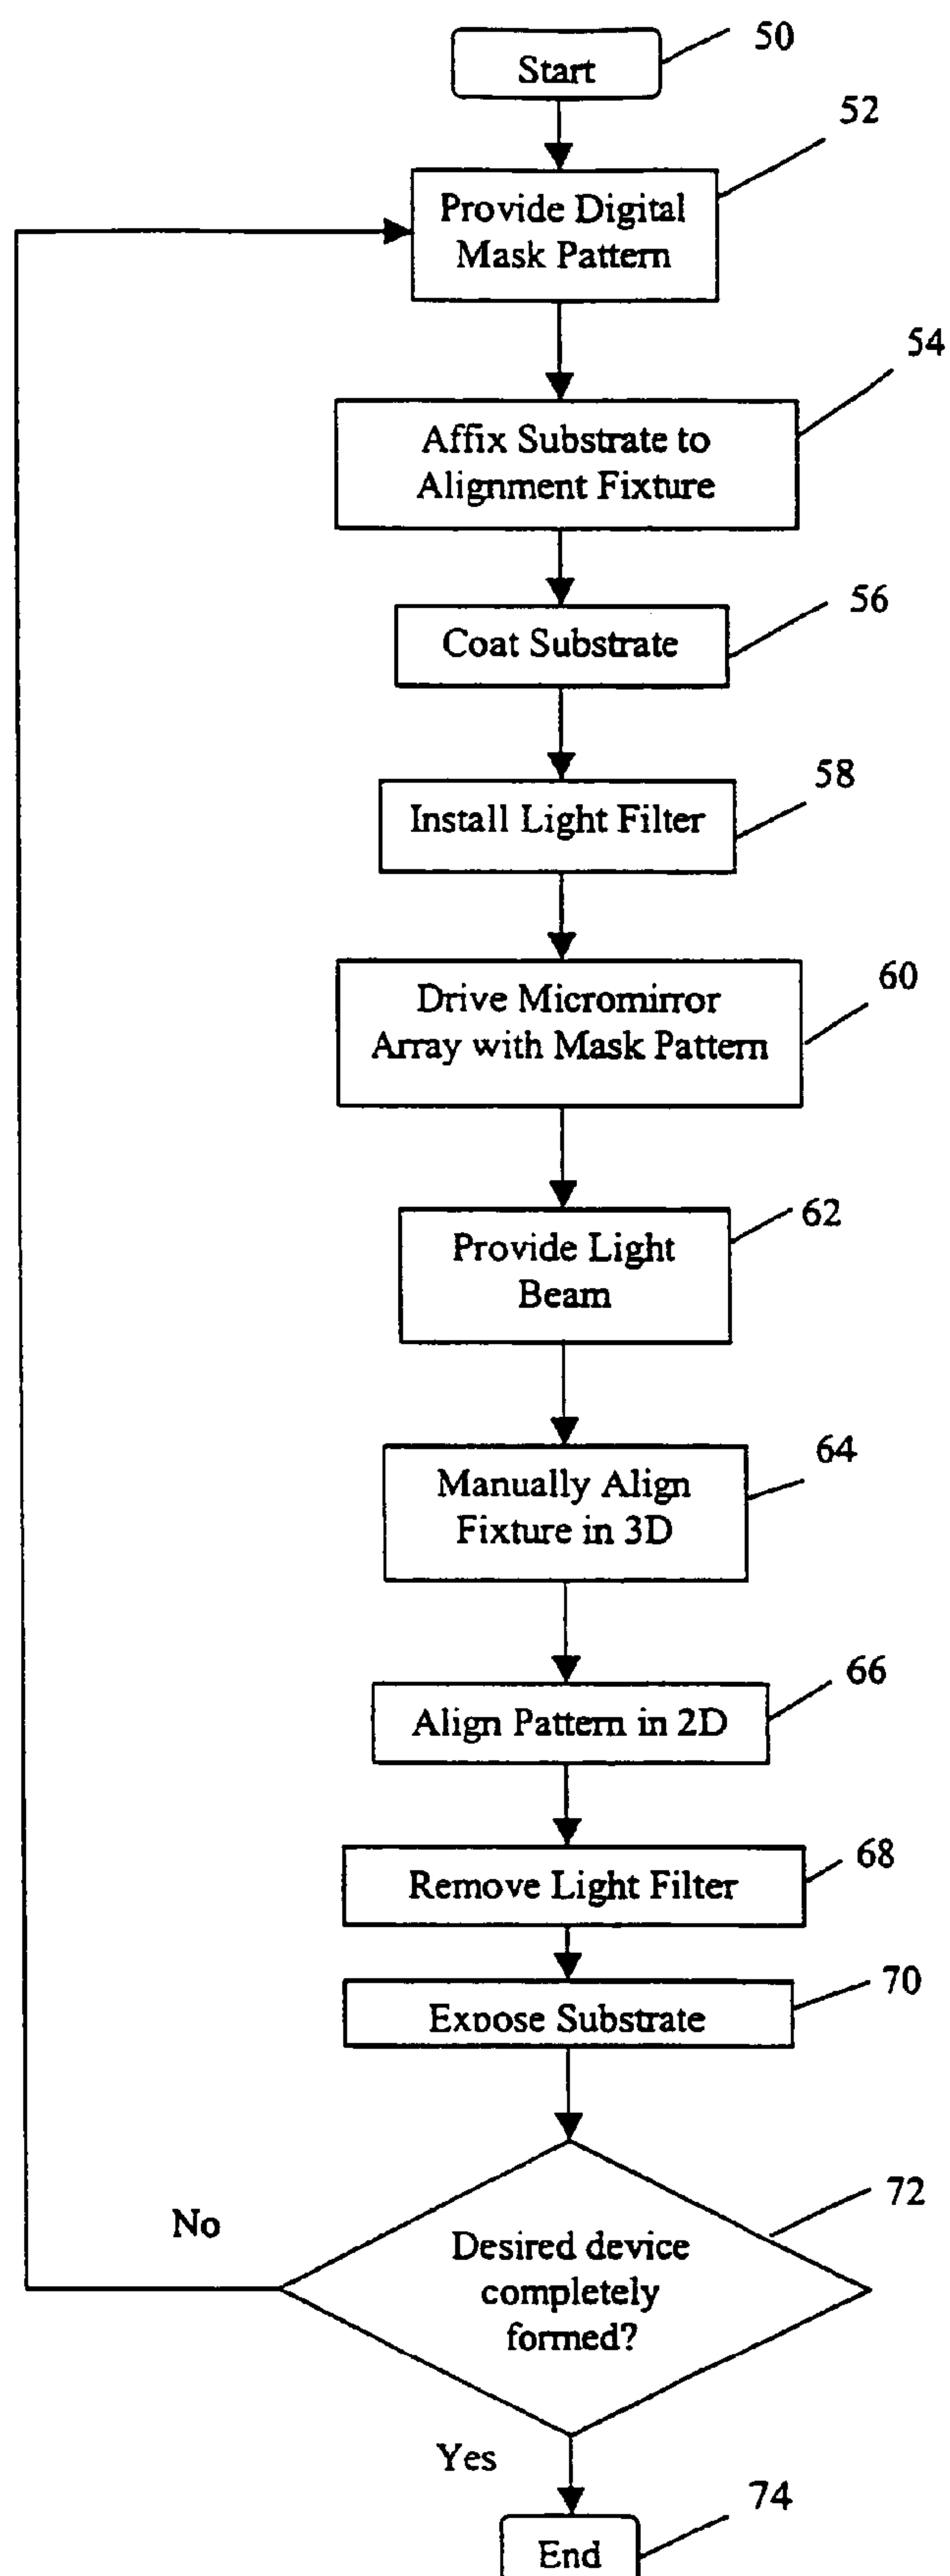 Start
50
52
Provide Digital
Mask Pattern
54
Affix Substrate to
Alignment Fixture
56
Coat Substrate
58
Install Light Filter
60
Drive Micromirror
Array with Mask Pattern
62
Provide Light
Beam
64
Manually Align
Fixture in 3D
66
Align Pattern in 2D
68
Remove Light Filter
70
Expose Substrate
72
No
Desired device
completely
formed?
Yes
74
End